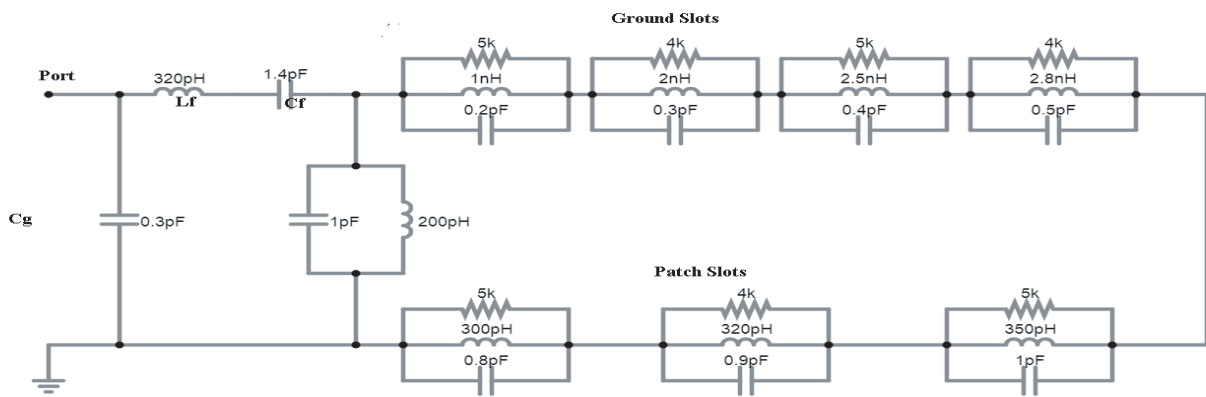 Ground Slots
5k
4k
5k
4k
Port
320pH
1.4pF
1nH
2nH
2.5nH
2.8nH
Lf
Cf
0.2pF
0.3pF
0.4pF
0.5pF
Cg
0.3pF
1pF
200pH
Patch Slots
5k
4k
5k
300pH
320pH
350pH
0.8pF
0.9pF
1pF